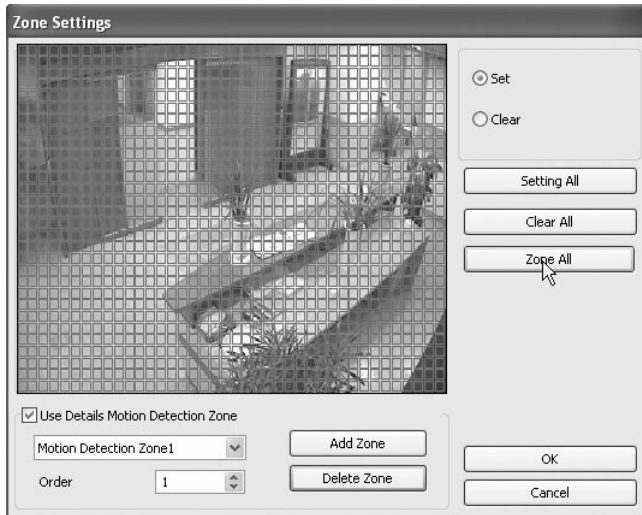 Zone Settings
Set
Clear
Setting All
Clear All
Zone All
Use Details Motion Detection Zone
Motion Detection Zone1
Add Zone
Order
1
Delete Zone
OK
Cancel